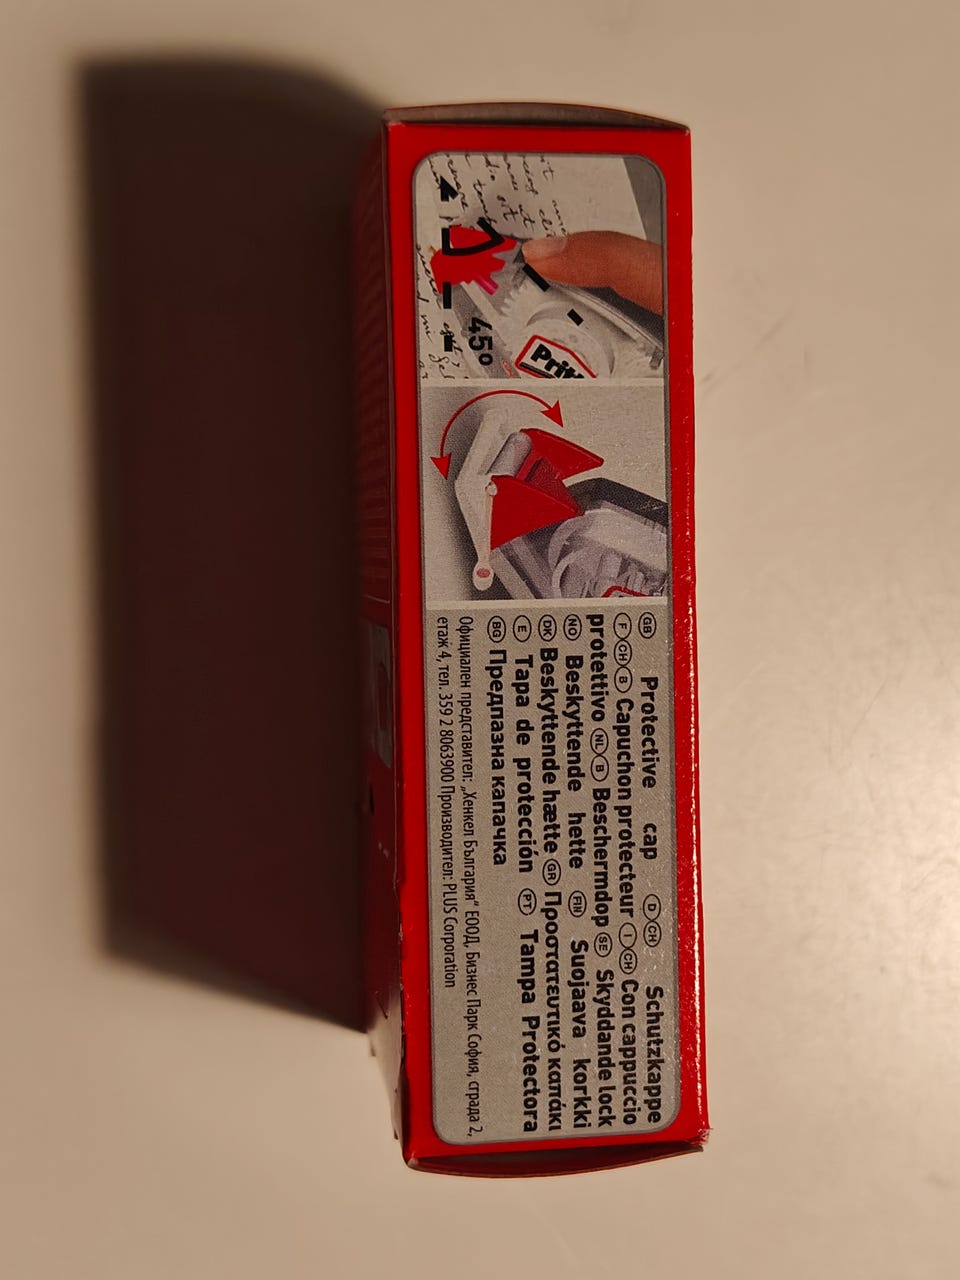 45°
Pritt
GB Protective cap D CH Schutzkappe
F CH B Capuchon protecteur I CH Con cappuccio
protettivo NL B Beschermdop SE Skyddande lock
NO Beskyttende hette FIN Suojaava korkki
DK Beskyttende hætte GR Προστατευτικό καπάκι
E Tapa de protección PT Tampa Protectora
BG Предпазна капачка
Официален представител: „Хенкел България“ ЕООД, Бизнес Парк София, сграда 2,
етаж 4, тел. 359 2 8063900 Производител: PLUS Corporation